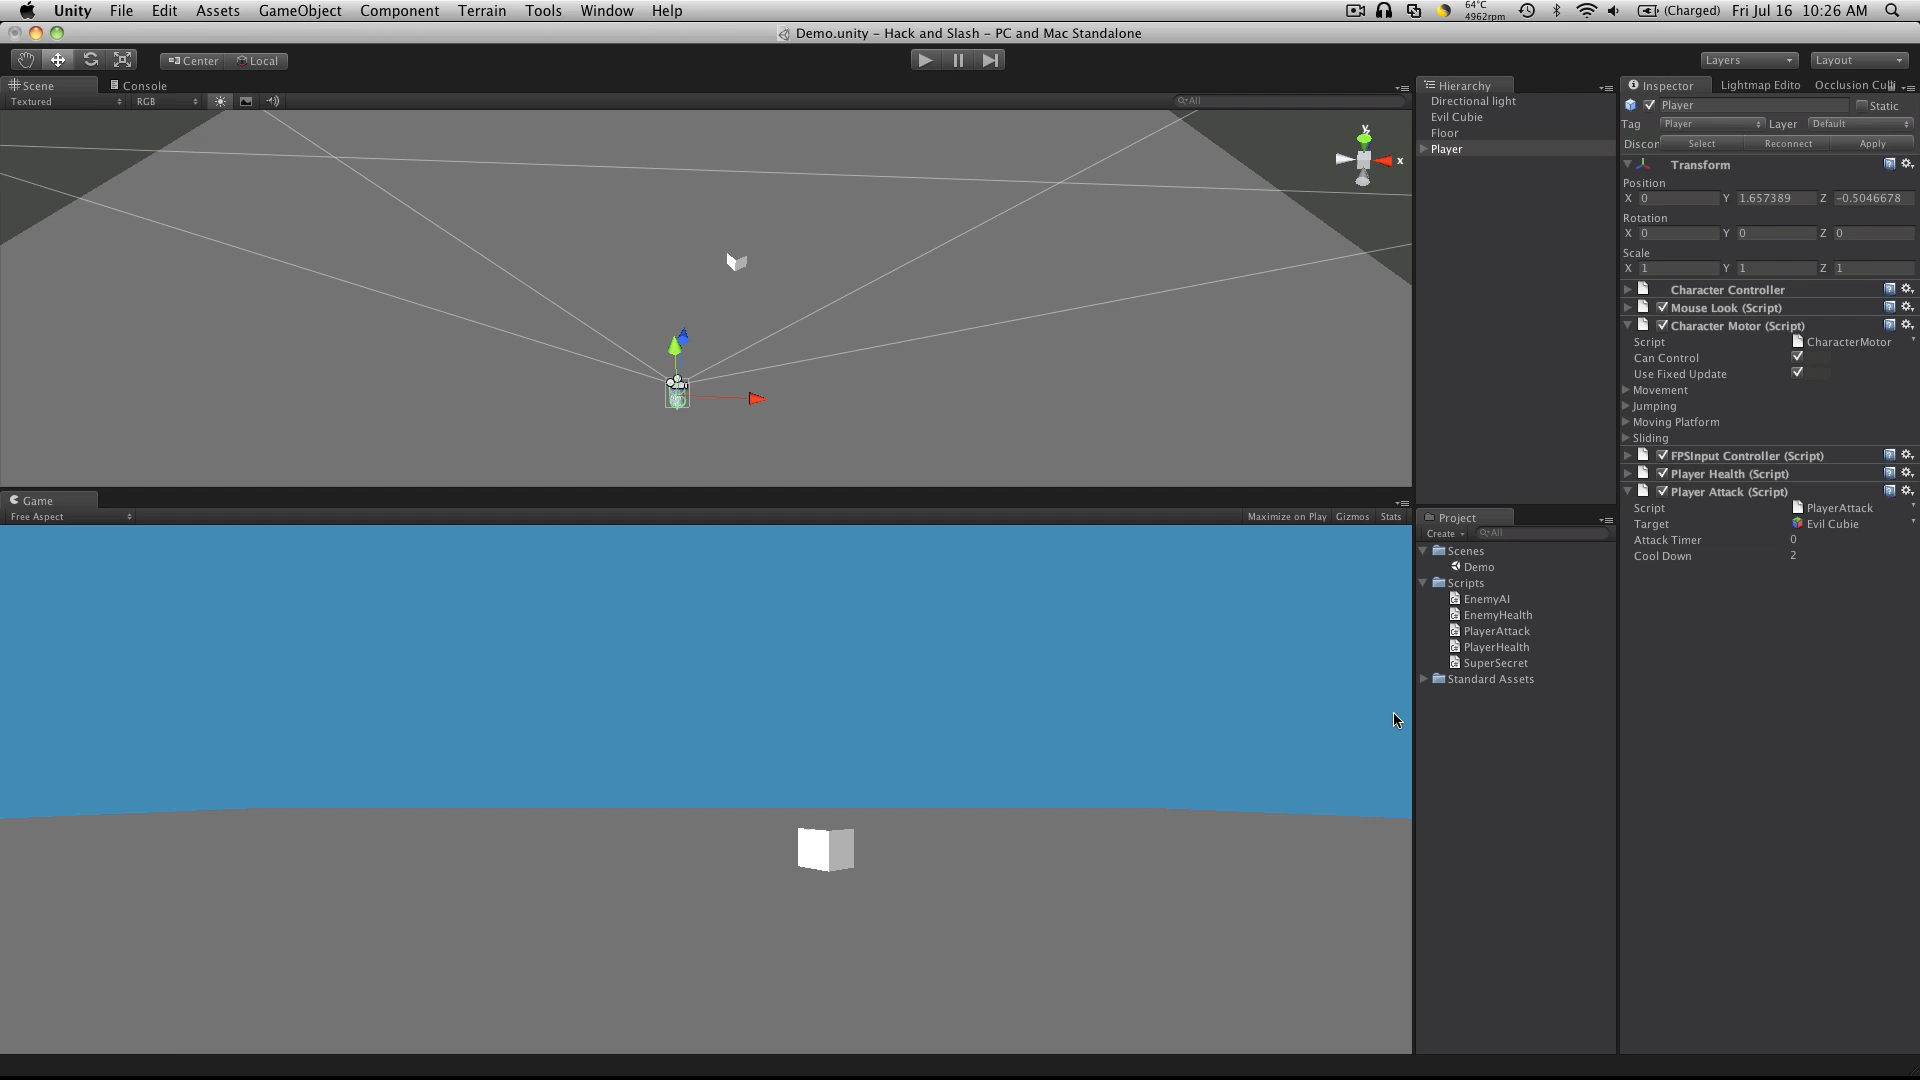 Unity File Edit Assets GameObject Component Terrain Tools Window Help 64°C 4962rpm (Charged) Fri Jul 16 10:26 AM
Demo.unity – Hack and Slash – PC and Mac Standalone
Center Local Layers Layout
Scene Console
Textured RGB All
y
x
Game
Free Aspect Maximize on Play Gizmos Stats
Hierarchy
Directional light
Evil Cubie
Floor
Player
Project
Create All
Scenes
Demo
Scripts
EnemyAI
EnemyHealth
PlayerAttack
PlayerHealth
SuperSecret
Standard Assets
Inspector Lightmap Edito Occlusion Culli
Player Static
Tag Player Layer Default
Discor Select Reconnect Apply
Transform
Position
X 0 Y 1.657389 Z -0.5046678
Rotation
X 0 Y 0 Z 0
Scale
X 1 Y 1 Z 1
Character Controller
Mouse Look (Script)
Character Motor (Script)
Script CharacterMotor
Can Control
Use Fixed Update
Movement
Jumping
Moving Platform
Sliding
FPSInput Controller (Script)
Player Health (Script)
Player Attack (Script)
Script PlayerAttack
Target Evil Cubie
Attack Timer 0
Cool Down 2